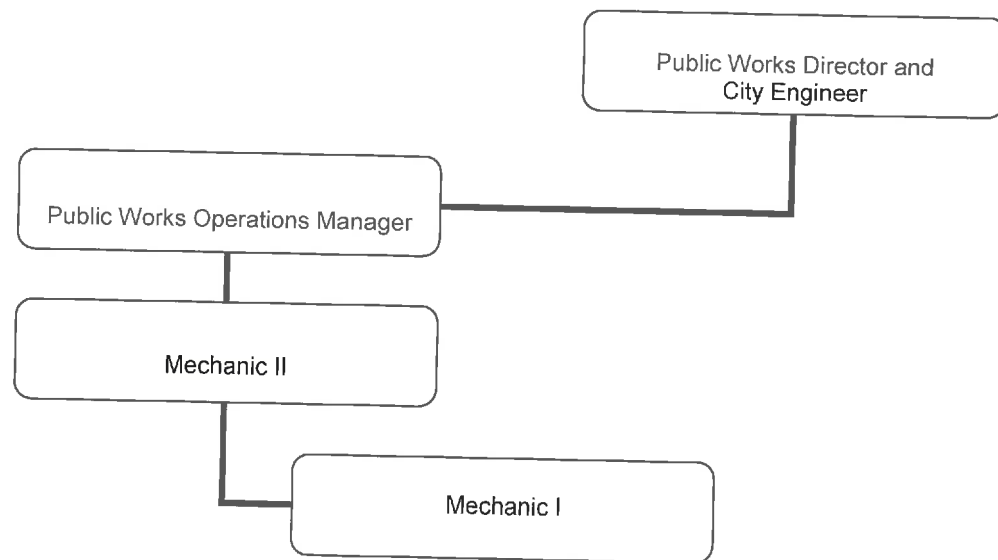 Public Works Director and
City Engineer
Public Works Operations Manager
Mechanic II
Mechanic I